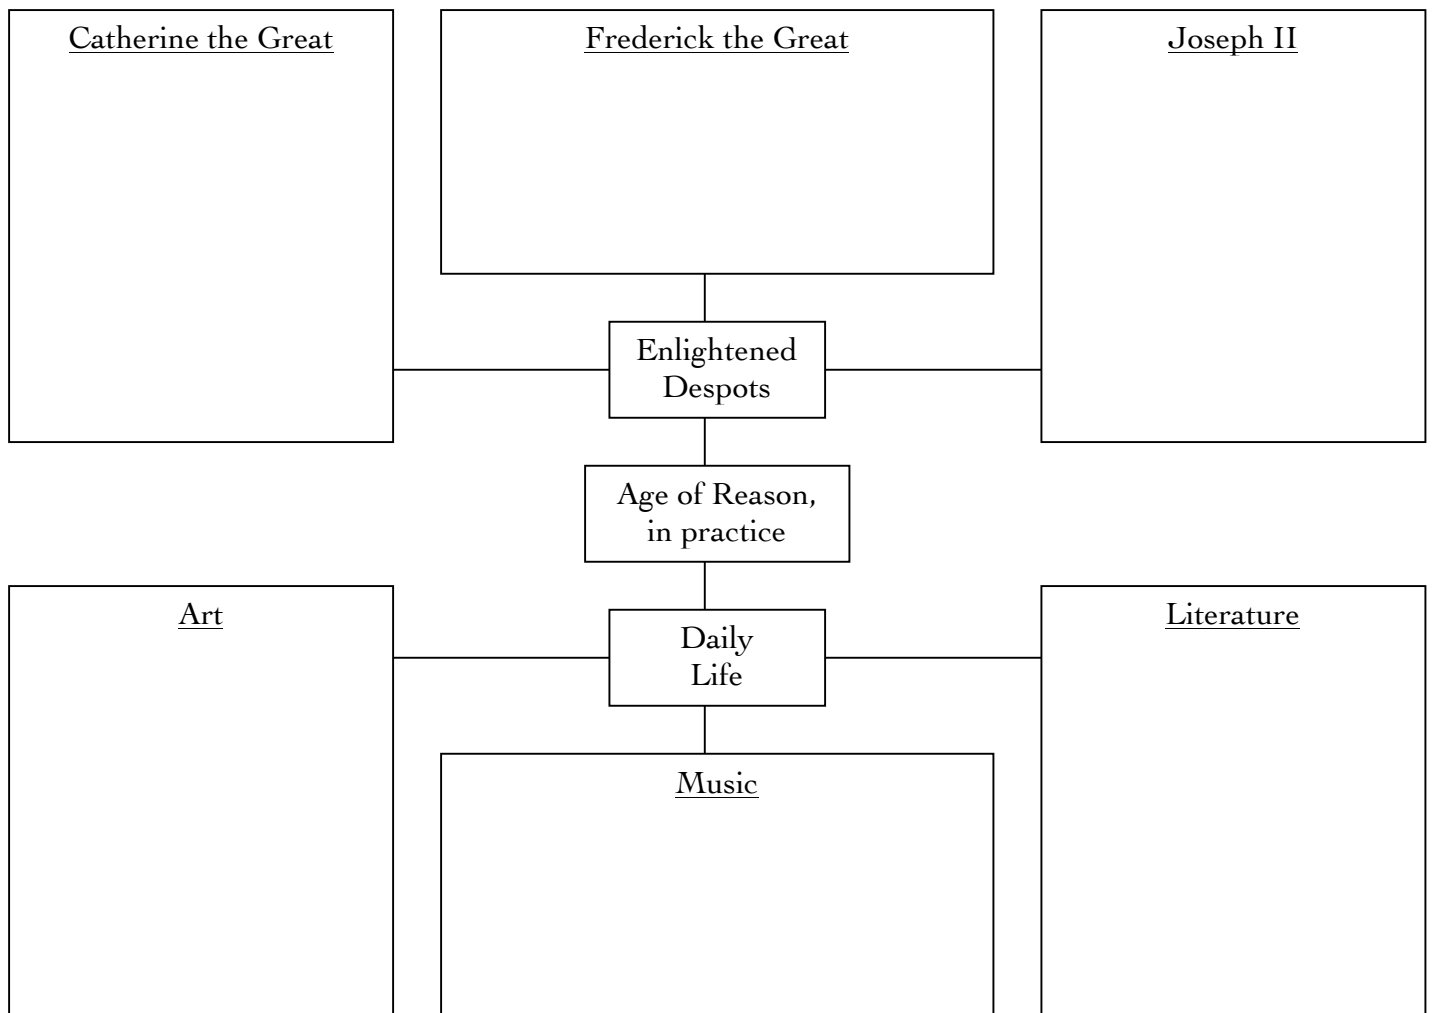 Catherine the Great
Frederick the Great
Joseph II
Enlightened
Despots
Age of Reason,
in practice
Art
Daily
Life
Literature
Music